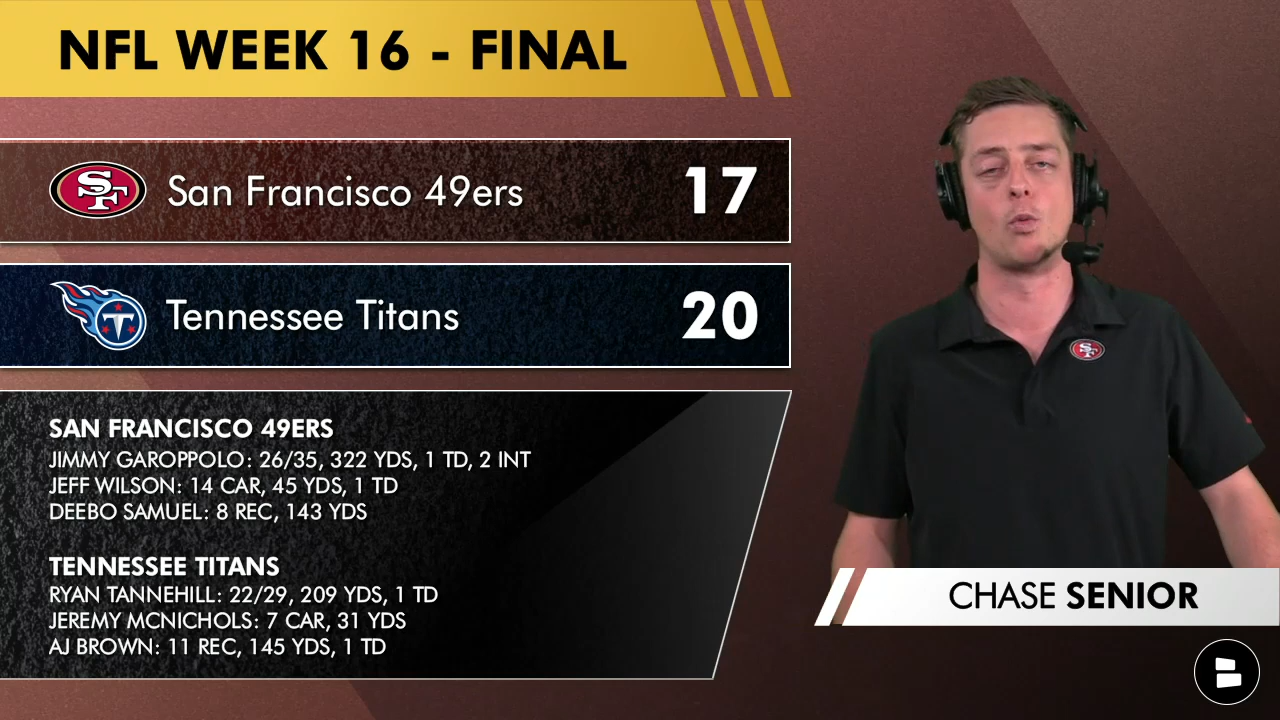 NFL WEEK 16 - FINAL
SF San Francisco 49ers 17
T Tennessee Titans 20
SAN FRANCISCO 49ERS
JIMMY GAROPPOLO: 26/35, 322 YDS, 1 TD, 2 INT
JEFF WILSON: 14 CAR, 45 YDS, 1 TD
DEEBO SAMUEL: 8 REC, 143 YDS
TENNESSEE TITANS
RYAN TANNEHILL: 22/29, 209 YDS, 1 TD
JEREMY MCNICHOLS: 7 CAR, 31 YDS
AJ BROWN: 11 REC, 145 YDS, 1 TD
SF
CHASE SENIOR